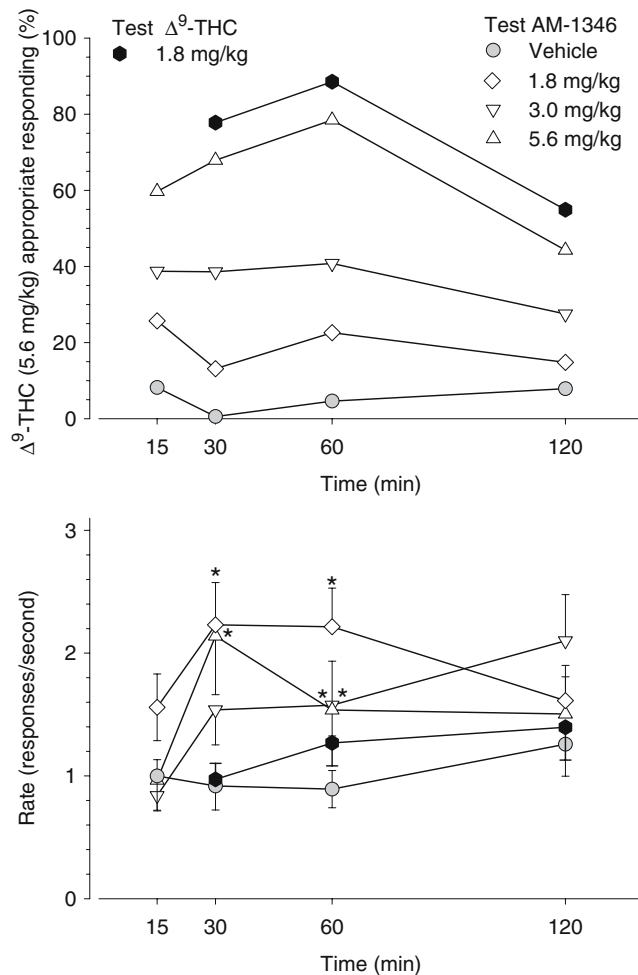 Test Δ⁹-THC
1.8 mg/kg
Test AM-1346
Vehicle
1.8 mg/kg
3.0 mg/kg
5.6 mg/kg
Δ⁹-THC (5.6 mg/kg) appropriate responding (%)
100
80
60
40
20
0
15 30 60 120
Time (min)
Rate (responses/second)
3
2
1
0
* *
*
* *
15 30 60 120
Time (min)